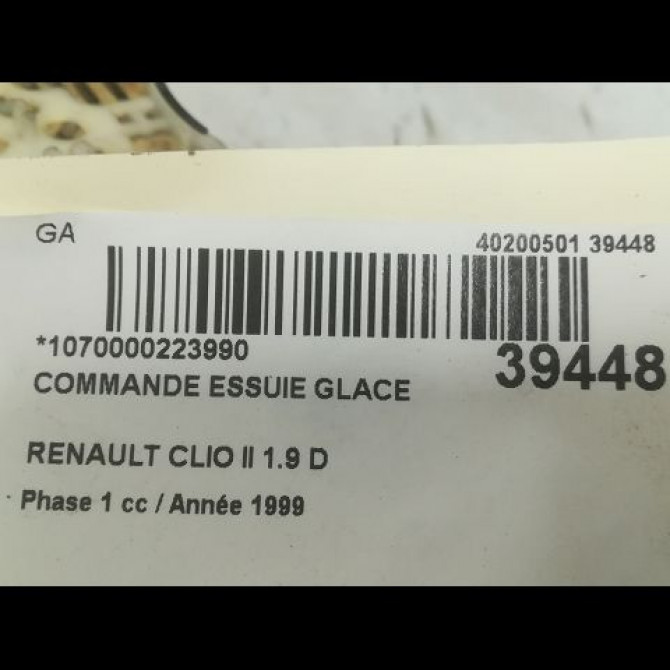 GA
40200501 39448
*1070000223990
39448
COMMANDE ESSUIE GLACE
RENAULT CLIO II 1.9 D
Phase 1 cc / Année 1999